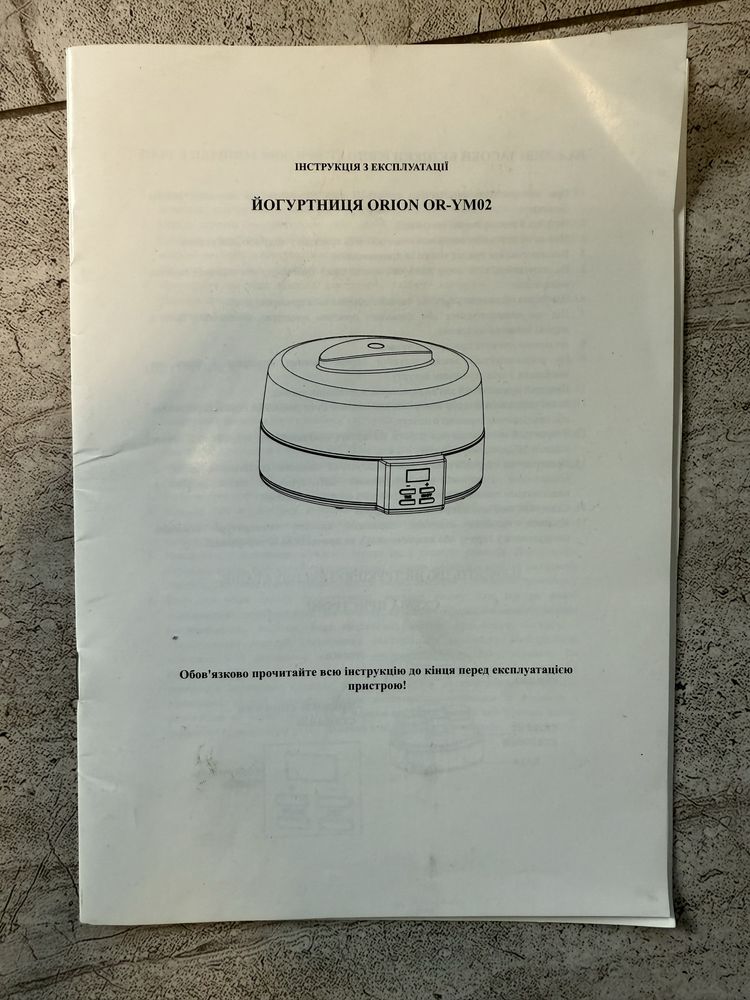 ІНСТРУКЦІЯ З ЕКСПЛУАТАЦІЇ
ЙОГУРТНИЦЯ ORION OR-YM02
Обов'язково прочитайте всю інструкцію до кінця перед експлуатацією
пристрою!